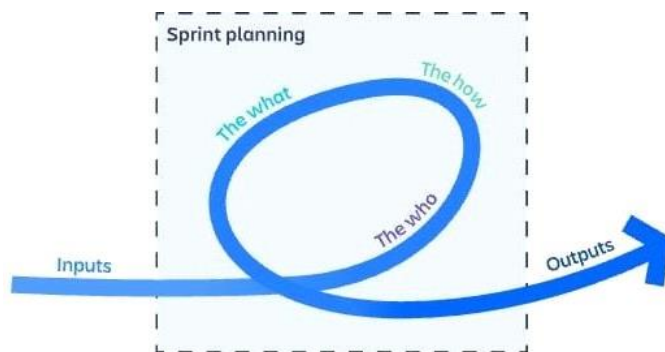 Sprint planning
The what
The how
The who
Inputs
Outputs